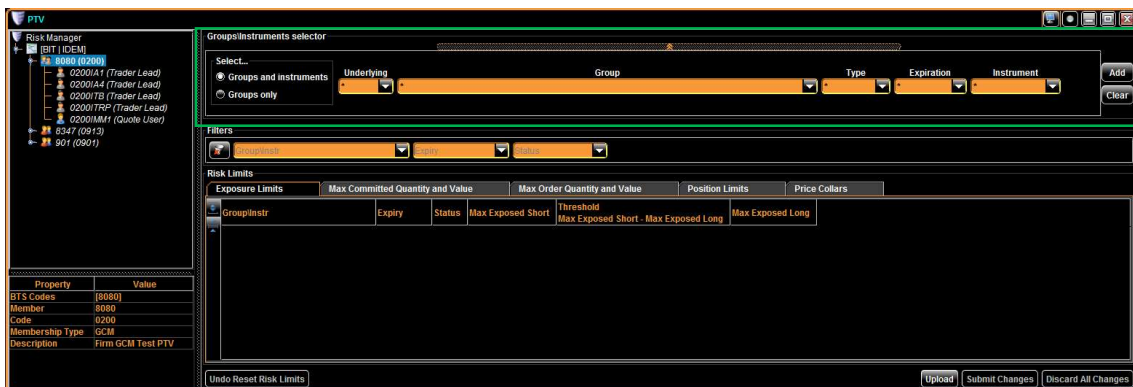 PTV
Risk Manager
[BIT | IDEM]
8080 (0200)
0200IA1 (Trader Lead)
0200IA4 (Trader Lead)
0200ITB (Trader Lead)
0200ITRP (Trader Lead)
0200IMM1 (Quote User)
8347 (0913)
901 (0901)
Property Value
BTS Codes [8080]
Member 8080
Code 0200
Membership Type GCM
Description Firm GCM Test PTV
Groups\Instruments selector
Select...
Groups and instruments
Groups only
Underlying Group Type Expiration Instrument
* * * * *
Add
Clear
Filters
Group\Instr Expiry Status
Risk Limits
Exposure Limits Max Committed Quantity and Value Max Order Quantity and Value Position Limits Price Collars
Group\Instr Expiry Status Max Exposed Short Threshold Max Exposed Long
Max Exposed Short - Max Exposed Long
Undo Reset Risk Limits Upload Submit Changes Discard All Changes